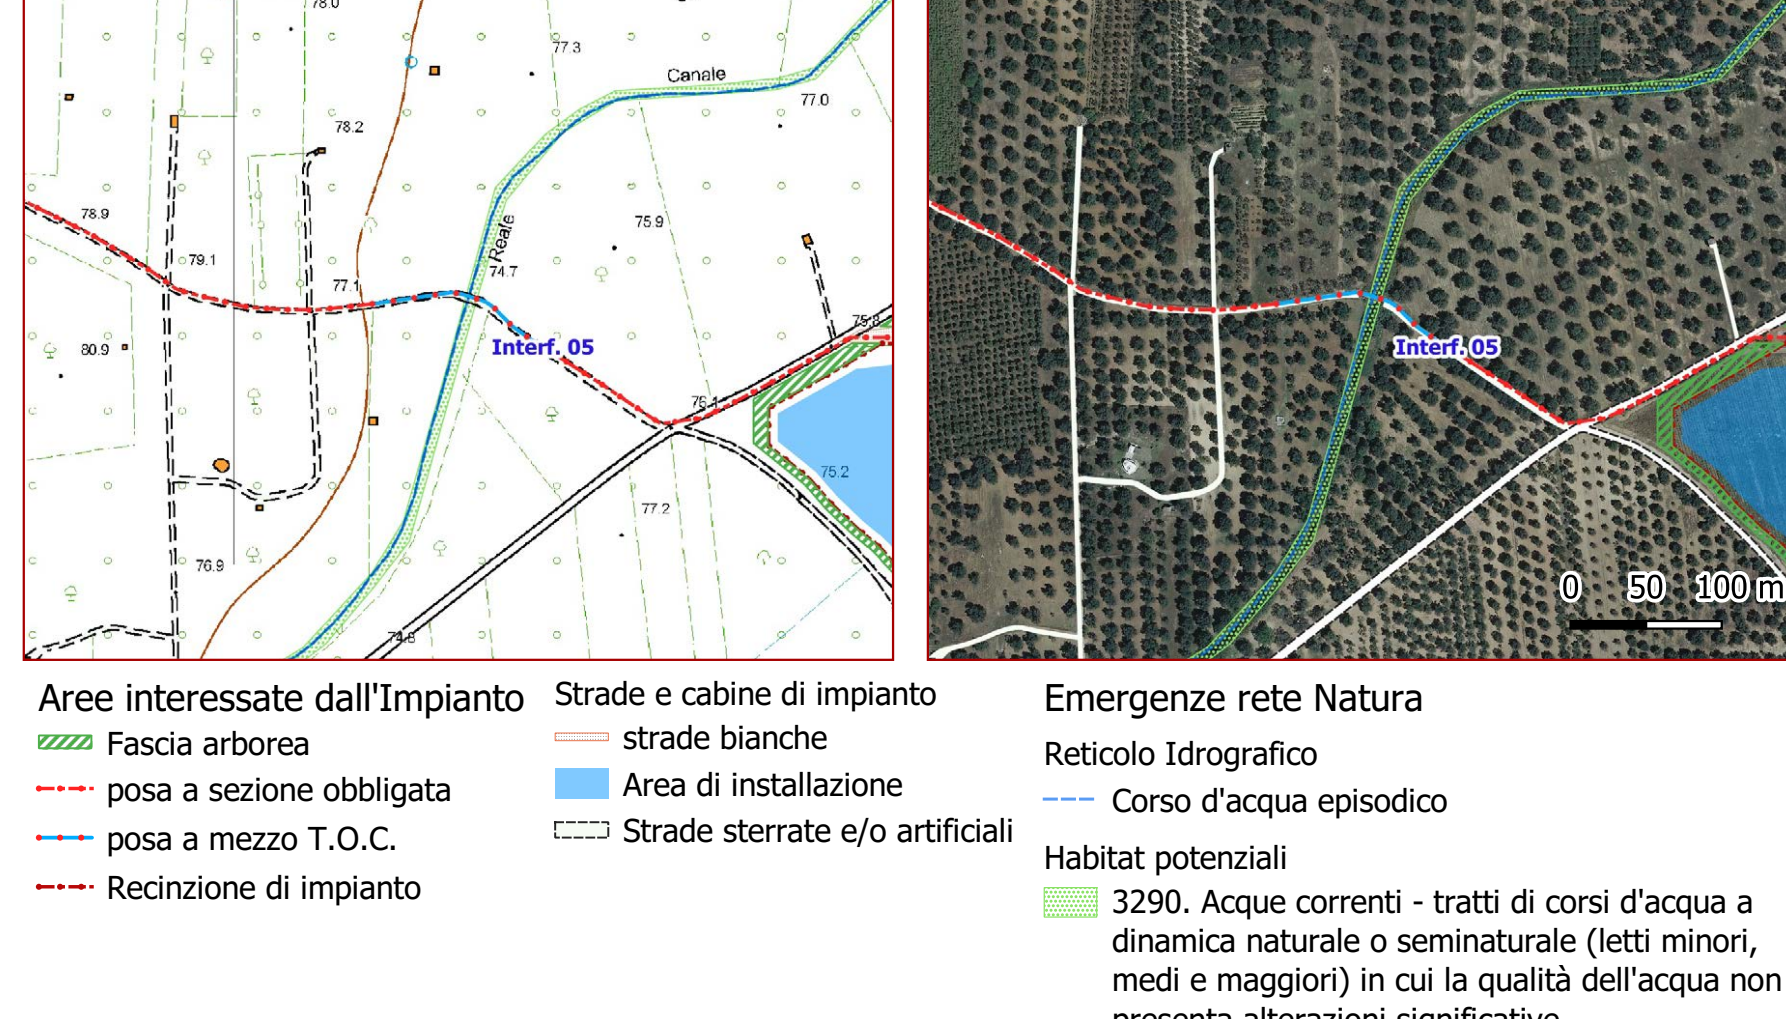 78.0
77.3
Canale
77.0
78.2
78.9
75.9
Reale
79.1
74.7
77.1
75.8
Interf. 05
80.9
76.1
75.2
77.2
76.9
74.8
Interf. 05
0 50 100 m
Aree interessate dall'Impianto
Fascia arborea
posa a sezione obbligata
posa a mezzo T.O.C.
Recinzione di impianto
Strade e cabine di impianto
strade bianche
Area di installazione
Strade sterrate e/o artificiali
Emergenze rete Natura
Reticolo Idrografico
Corso d'acqua episodico
Habitat potenziali
3290. Acque correnti - tratti di corsi d'acqua a
dinamica naturale o seminaturale (letti minori,
medi e maggiori) in cui la qualità dell'acqua non
presenta alterazioni significative